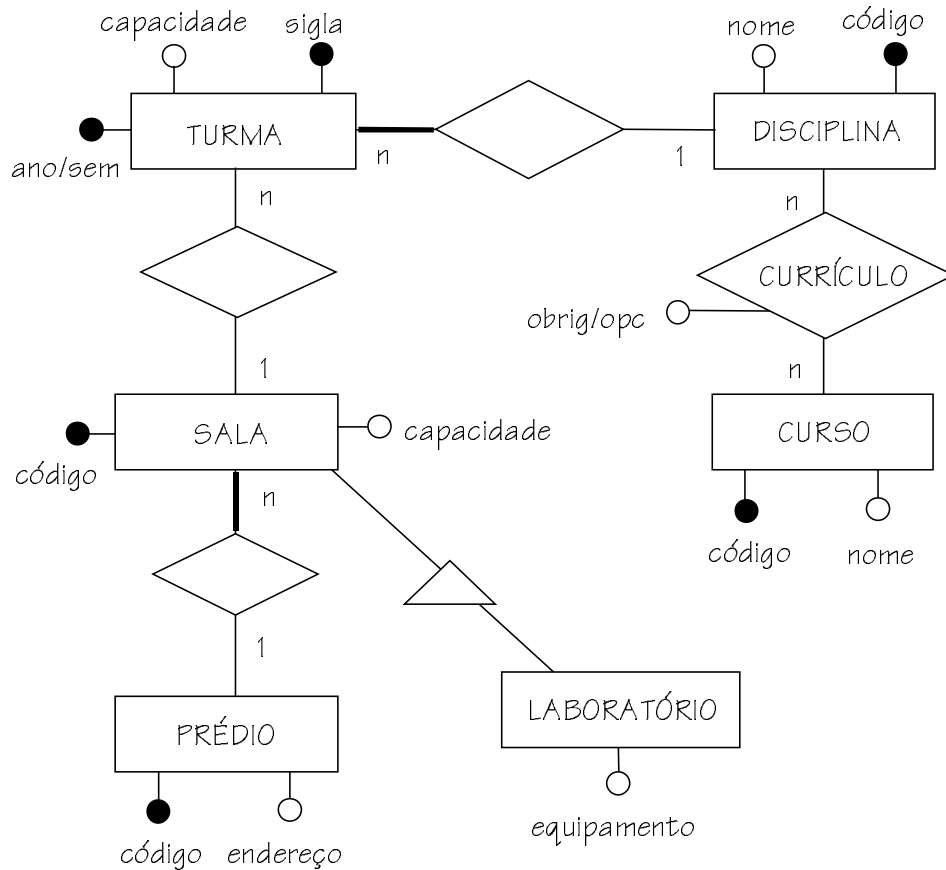 capacidade
sigla
nome
código
TURMA
DISCIPLINA
ano/sem
n
1
n
n
CURRÍCULO
obrig/opc
1
n
SALA
capacidade
CURSO
código
n
código
nome
1
LABORATÓRIO
PRÉDIO
equipamento
código
endereço